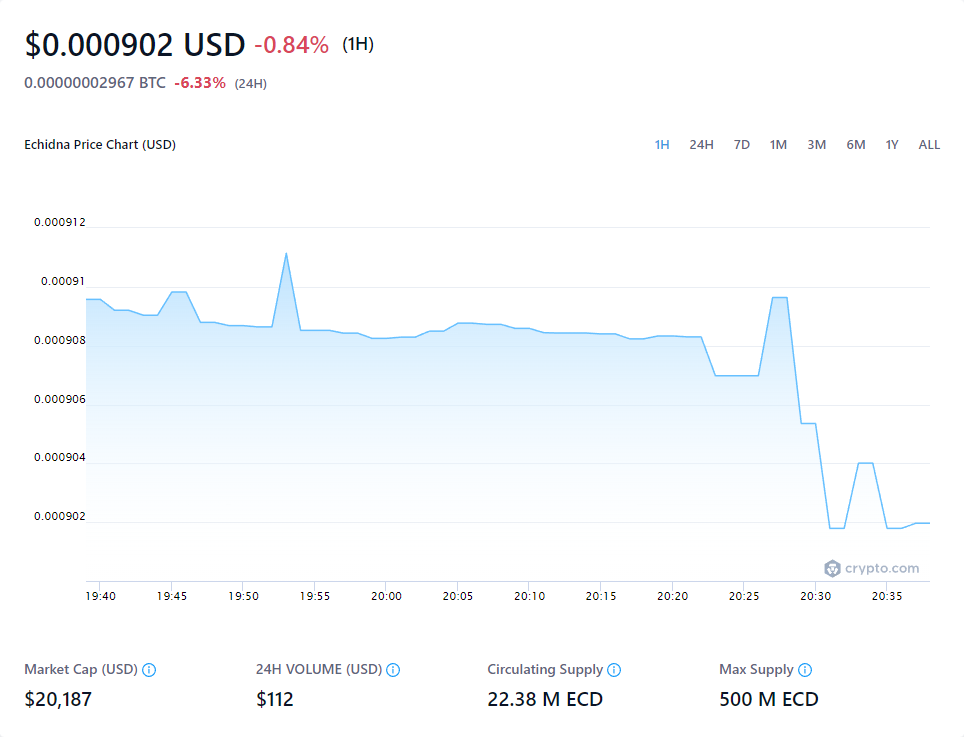 $0.000902 USD -0.84% (1H)
0.00000002967 BTC -6.33% (24H)
Echidna Price Chart (USD) 1H 24H 7D 1M 3M 6M 1Y ALL
0.000912
0.00091
0.000908
0.000906
0.000904
0.000902
crypto.com
19:40 19:45 19:50 19:55 20:00 20:05 20:10 20:15 20:20 20:25 20:30 20:35
Market Cap (USD) 24H VOLUME (USD) Circulating Supply Max Supply
$20,187 $112 22.38 M ECD 500 M ECD